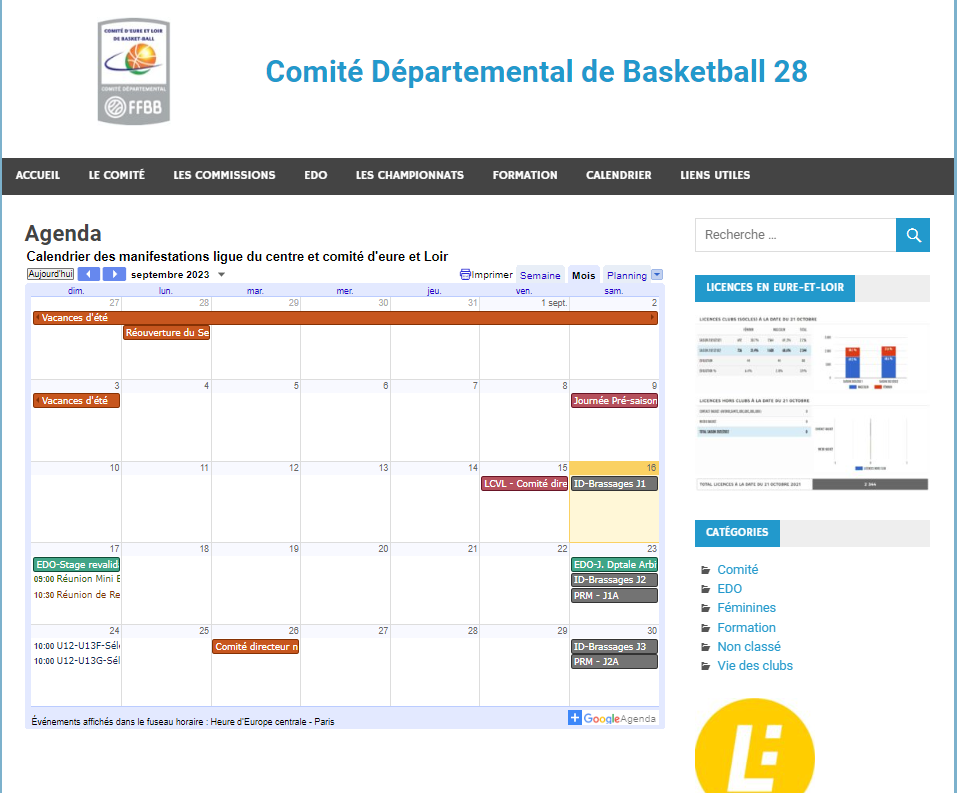 COMITÉ D'EURE ET LOIR
DE BASKET-BALL
COMITÉ DÉPARTEMENTAL
FFBB
Comité Départemental de Basketball 28
ACCUEIL LE COMITÉ LES COMMISSIONS EDO LES CHAMPIONNATS FORMATION CALENDRIER LIENS UTILES
Agenda
Calendrier des manifestations ligue du centre et comité d'eure et Loir
Aujourd'hui septembre 2023 Imprimer Semaine Mois Planning
dim. lun. mar. mer. jeu. ven. sam.
27 28 29 30 31 1 sept. 2
Vacances d'été
Réouverture du Se
3 4 5 6 7 8 9
Vacances d'été Journée Pré-saison
10 11 12 13 14 15 16
LCVL - Comité dire ID-Brassages J1
17 18 19 20 21 22 23
EDO-Stage revalida EDO-J. Dptale Arbi
09:00 Réunion Mini B ID-Brassages J2
10:30 Réunion de Re PRM - J1A
24 25 26 27 28 29 30
10:00 U12-U13F-Séle Comité directeur n ID-Brassages J3
10:00 U12-U13G-Sél PRM - J2A
Événements affichés dans le fuseau horaire : Heure d'Europe centrale - Paris
GoogleAgenda
Recherche …
LICENCES EN EURE-ET-LOIR
LICENCES CLUBS (SOCLES) À LA DATE DU 21 OCTOBRE
LICENCES HORS CLUBS À LA DATE DU 21 OCTOBRE
TOTAL LICENCES À LA DATE DU 21 OCTOBRE 2021
CATÉGORIES
Comité
EDO
Féminines
Formation
Non classé
Vie des clubs